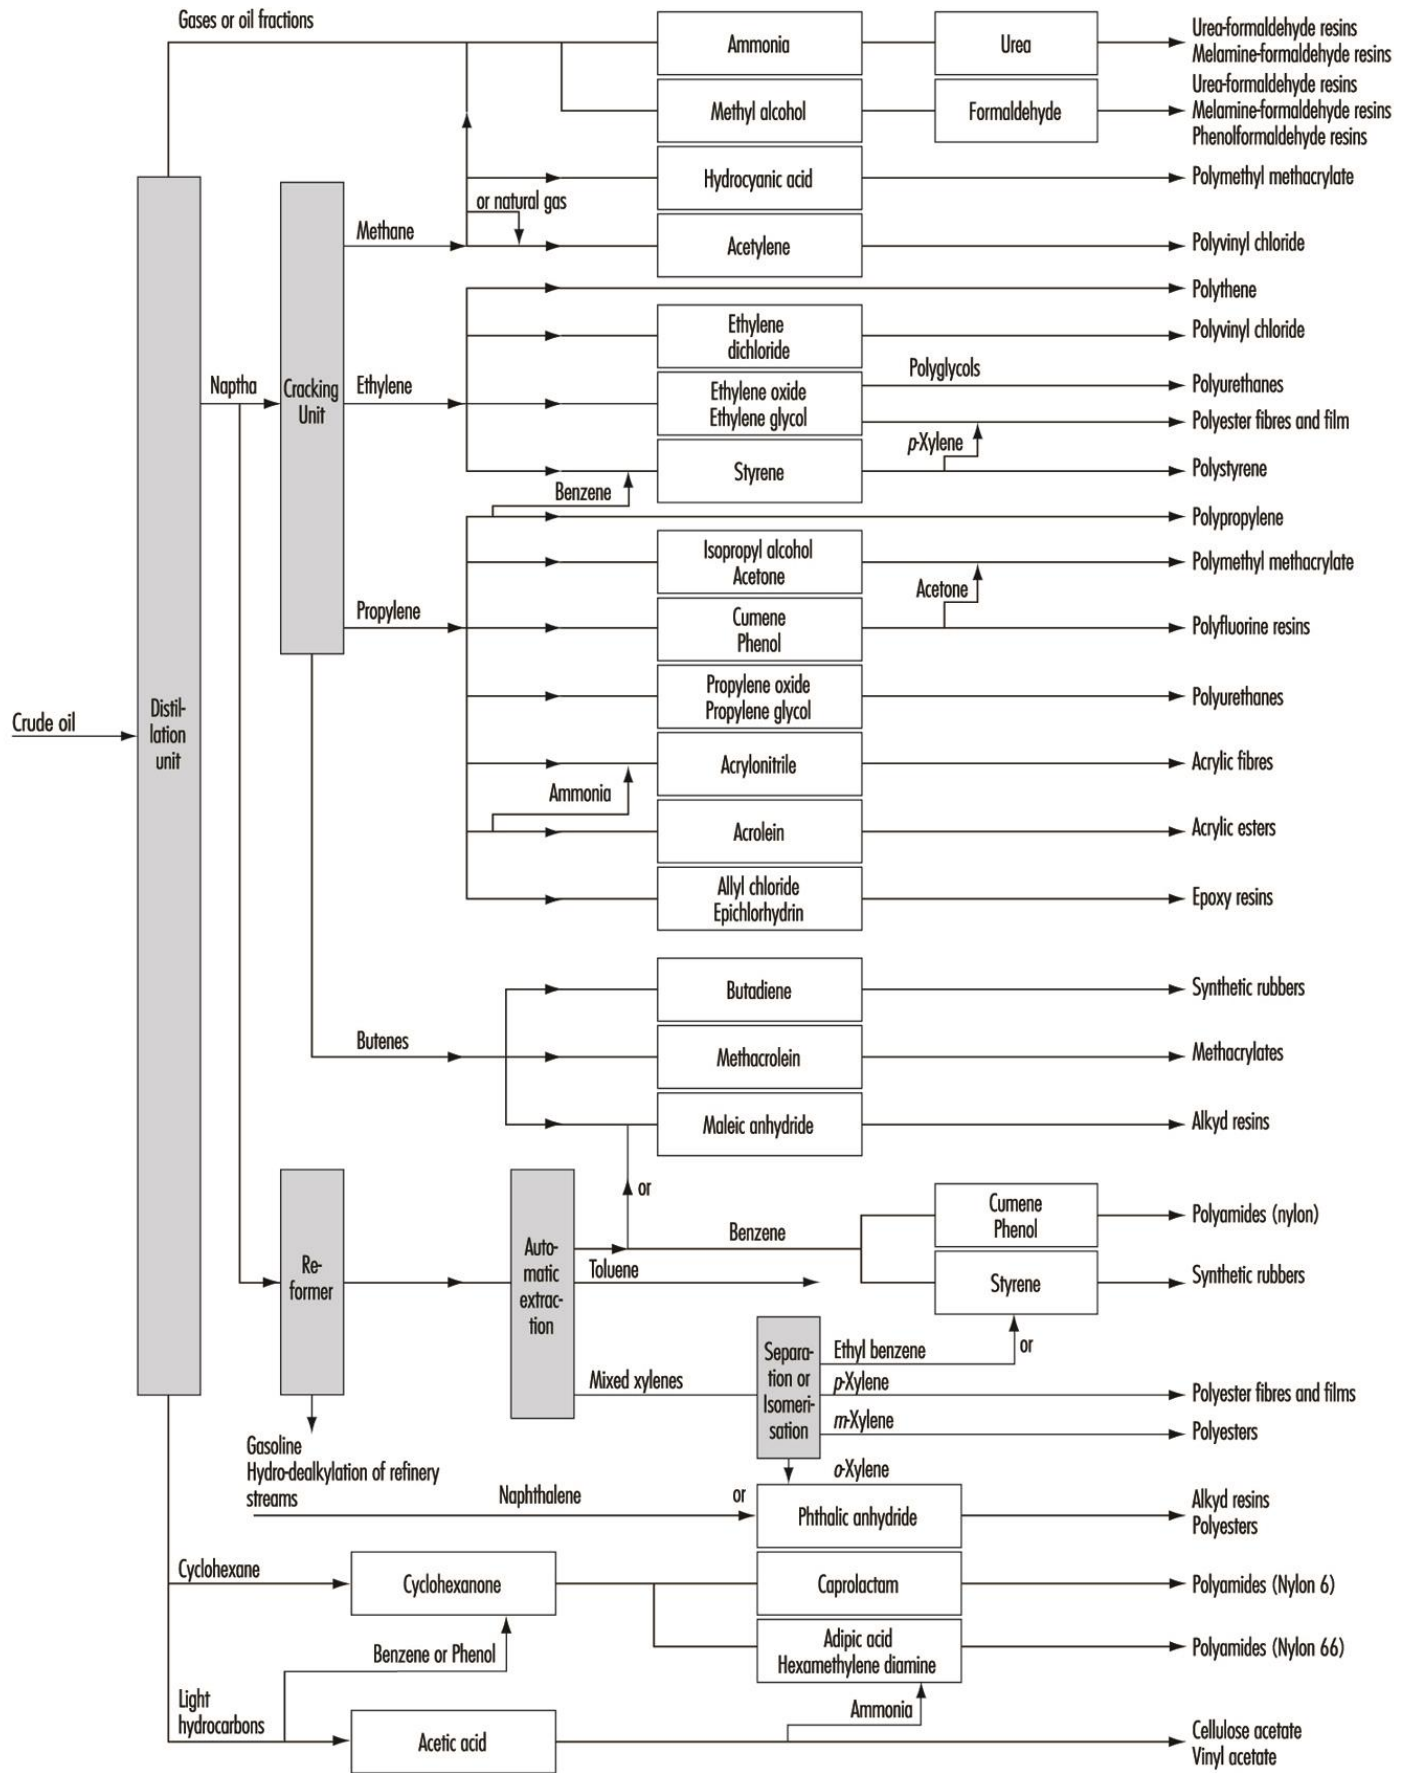 Gases or oil fractions
Ammonia
Urea
Urea-formaldehyde resins
Melamine-formaldehyde resins
Methyl alcohol
Formaldehyde
Urea-formaldehyde resins
Melamine-formaldehyde resins
Phenolformaldehyde resins
Hydrocyanic acid
Polymethyl methacrylate
or natural gas
Methane
Acetylene
Polyvinyl chloride
Polythene
Ethylene
dichloride
Polyvinyl chloride
Naptha
Cracking
Unit
Ethylene
Ethylene oxide
Ethylene glycol
Polyglycols
Polyurethanes
Polyester fibres and film
p-Xylene
Styrene
Polystyrene
Benzene
Polypropylene
Isopropyl alcohol
Acetone
Polymethyl methacrylate
Acetone
Propylene
Cumene
Phenol
Polyfluorine resins
Propylene oxide
Propylene glycol
Polyurethanes
Crude oil
Distil-
lation
unit
Acrylonitrile
Acrylic fibres
Ammonia
Acrolein
Acrylic esters
Allyl chloride
Epichlorhydrin
Epoxy resins
Butadiene
Synthetic rubbers
Butenes
Methacrolein
Methacrylates
Maleic anhydride
Alkyd resins
or
Benzene
Cumene
Phenol
Polyamides (nylon)
Re-
former
Auto-
matic
extrac-
tion
Toluene
Styrene
Synthetic rubbers
or
Mixed xylenes
Separa-
tion or
Isomeri-
sation
Ethyl benzene
p-Xylene
Polyester fibres and films
m-Xylene
Polyesters
Gasoline
Hydro-dealkylation of refinery
streams
o-Xylene
Naphthalene
or
Phthalic anhydride
Alkyd resins
Polyesters
Cyclohexane
Cyclohexanone
Caprolactam
Polyamides (Nylon 6)
Benzene or Phenol
Adipic acid
Hexamethylene diamine
Polyamides (Nylon 66)
Light
hydrocarbons
Ammonia
Acetic acid
Cellulose acetate
Vinyl acetate